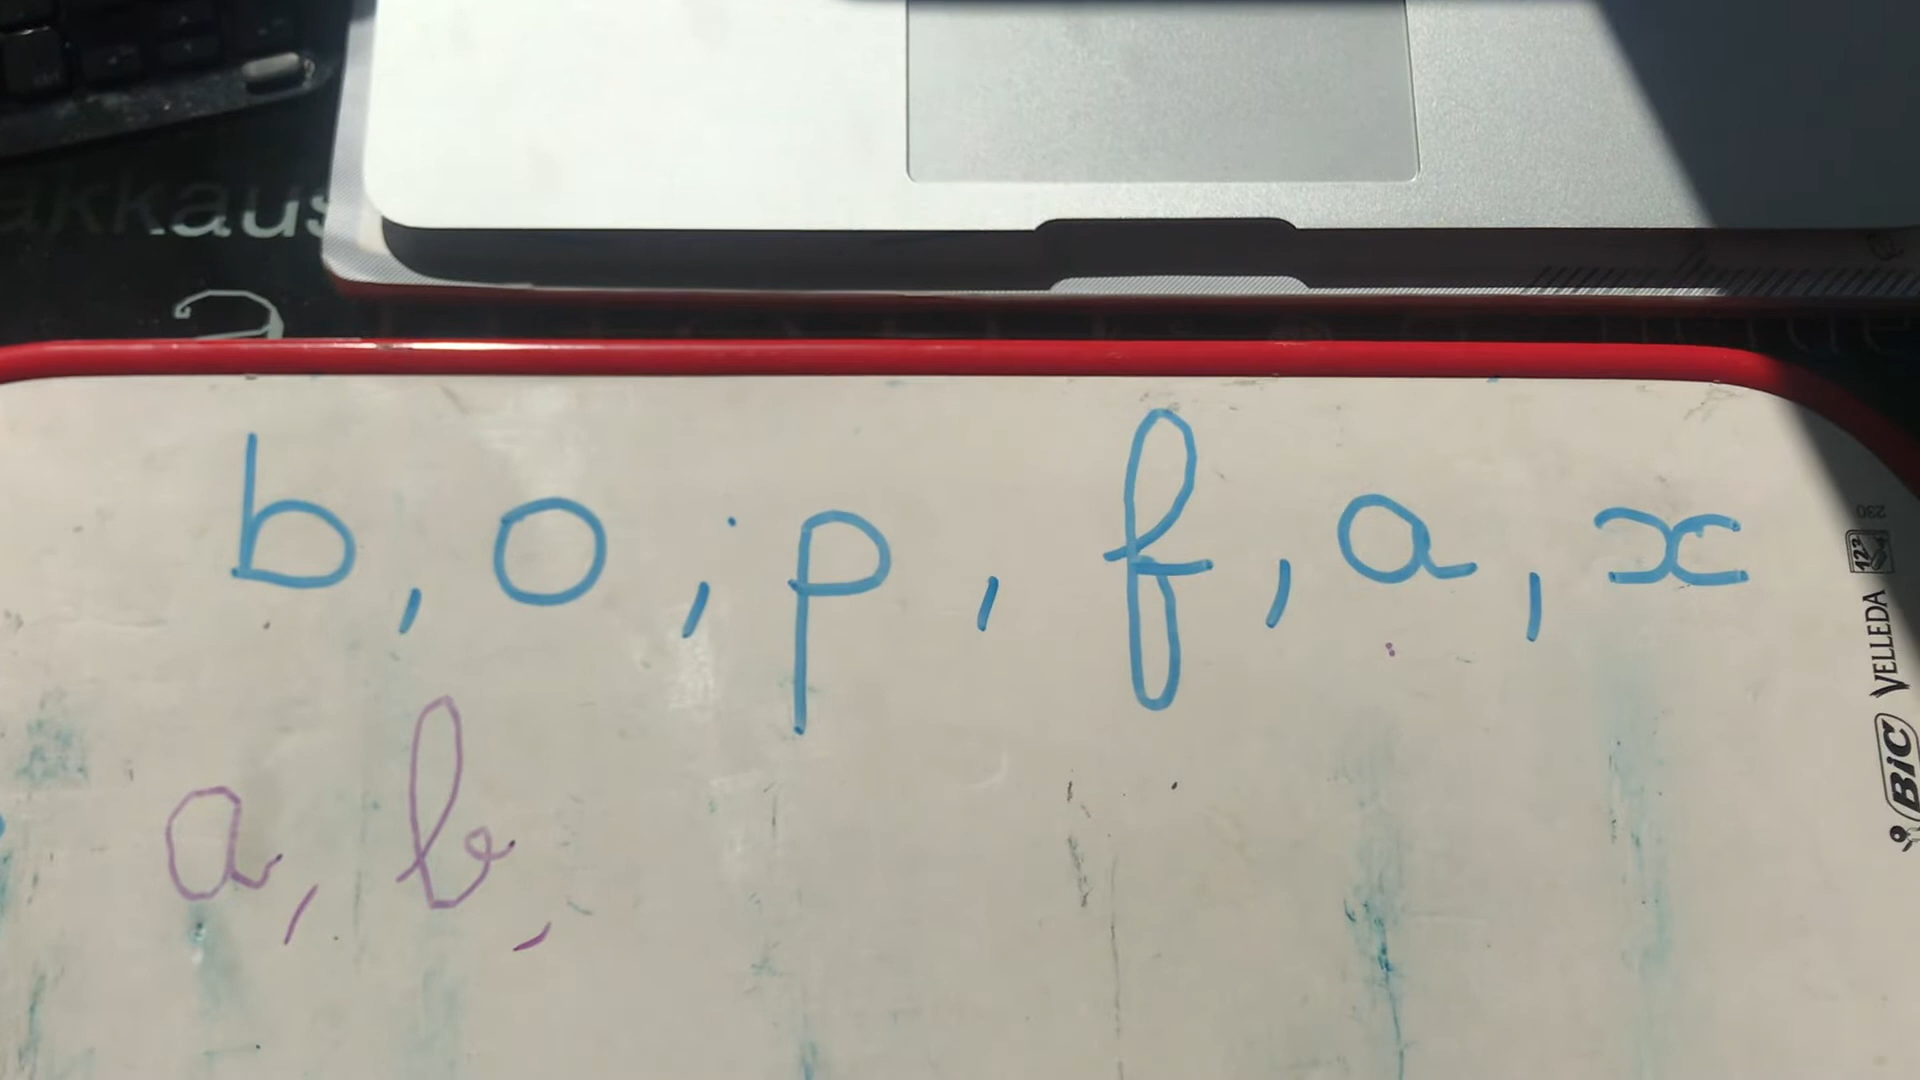 akkaus
b, o, p, f, a, x
a, b,
BIC VELLEDA